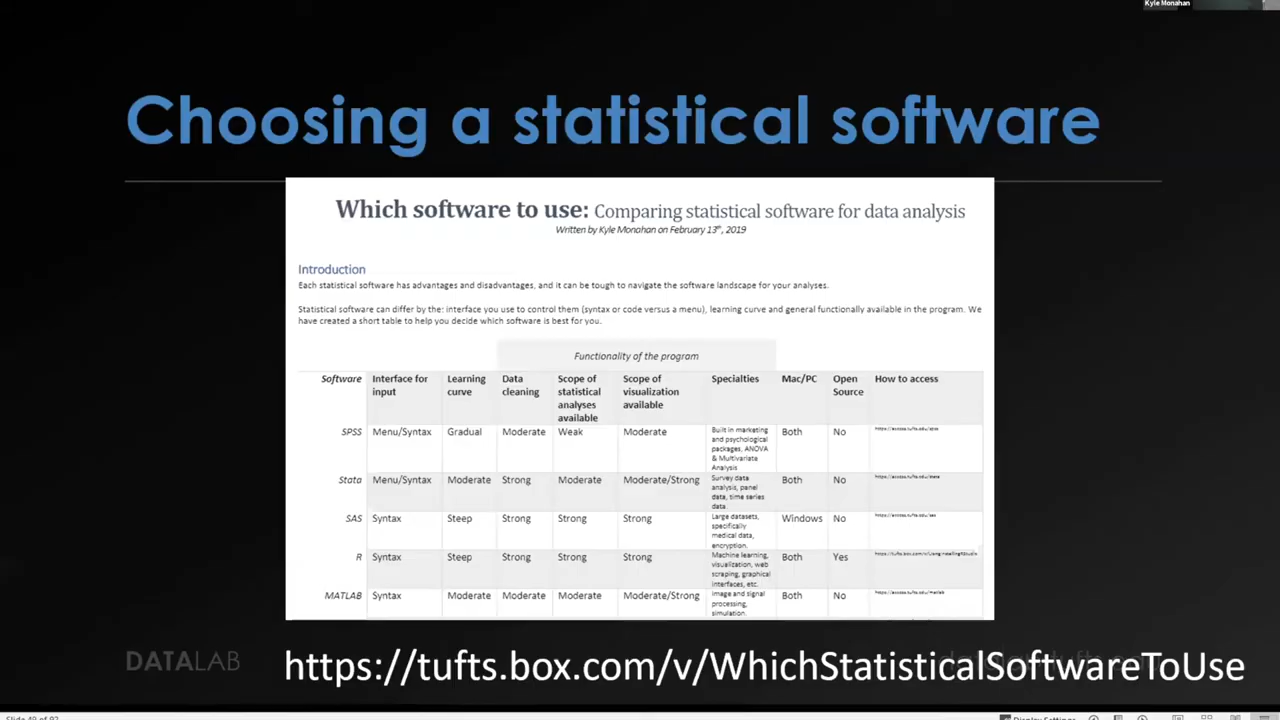 Kyle Monahan
Choosing a statistical software
Which software to use: Comparing statistical software for data analysis
Written by Kyle Monahan on February 13th, 2019
Introduction
Each statistical software has advantages and disadvantages, and it can be tough to navigate the software landscape for your analyses.
Statistical software can differ by the: interface you use to control them (syntax or code versus a menu), learning curve and general functionally available in the program. We
have created a short table to help you decide which software is best for you.
Functionality of the program
Software Interface for input Learning curve Data cleaning Scope of statistical analyses available Scope of visualization available Specialties Mac/PC Open Source How to access
SPSS Menu/Syntax Gradual Moderate Weak Moderate Built in marketing and psychological packages, ANOVA & Multivariate Analysis Both No
Stata Menu/Syntax Moderate Strong Moderate Moderate/Strong Survey data analysis, panel data, time series data. Both No
SAS Syntax Steep Strong Strong Strong Large datasets, specifically medical data, encryption. Windows No
R Syntax Steep Strong Strong Strong Machine learning, visualization, web scraping, graphical interfaces, etc. Both Yes
MATLAB Syntax Moderate Moderate Moderate Moderate/Strong Image and signal processing, simulation. Both No
DATALAB
https://tufts.box.com/v/WhichStatisticalSoftwareToUse
Slide 49 of 92
Display Settings